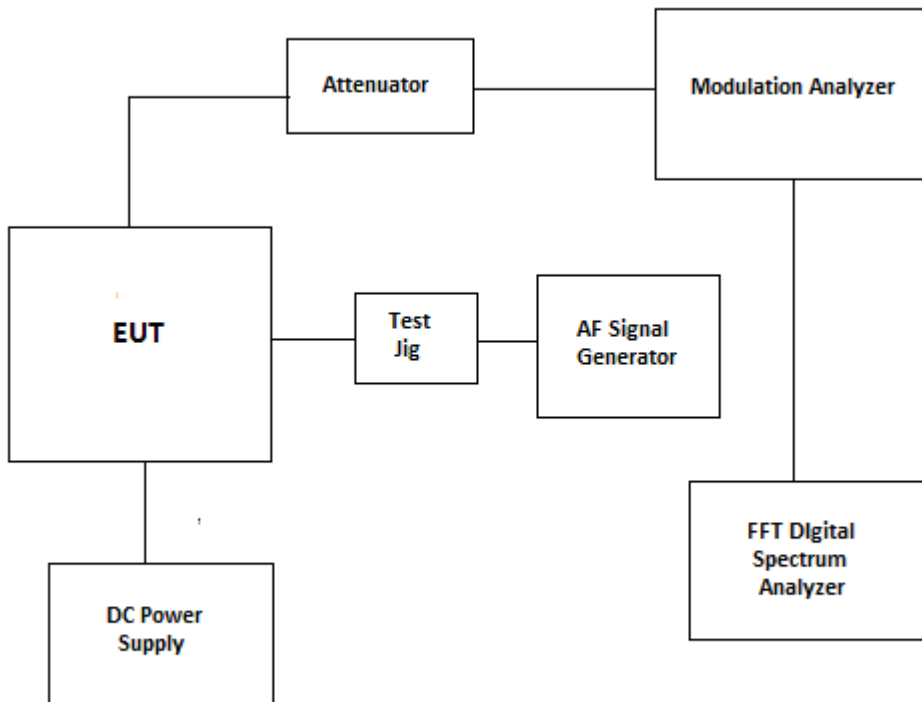 Attenuator
Modulation Analyzer
EUT
Test
Jig
AF Signal
Generator
FFT DIgital
Spectrum
Analyzer
DC Power
Supply